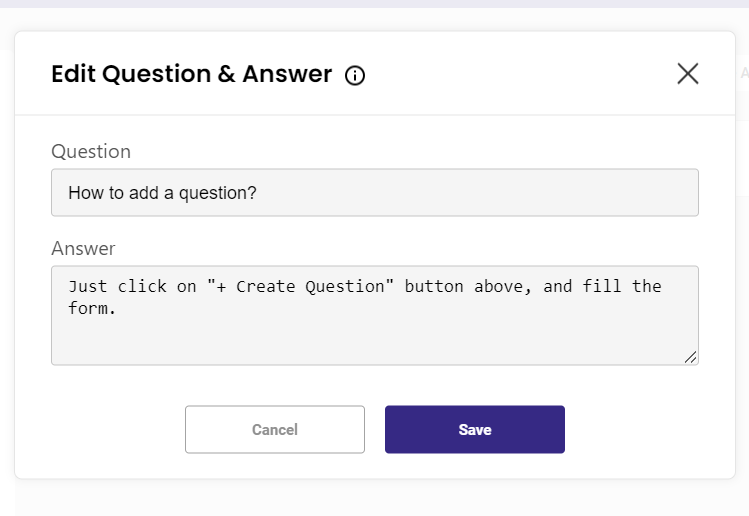 Edit Question & Answer
Question
How to add a question?
Answer
Just click on "+ Create Question" button above, and fill the
form.
Cancel
Save